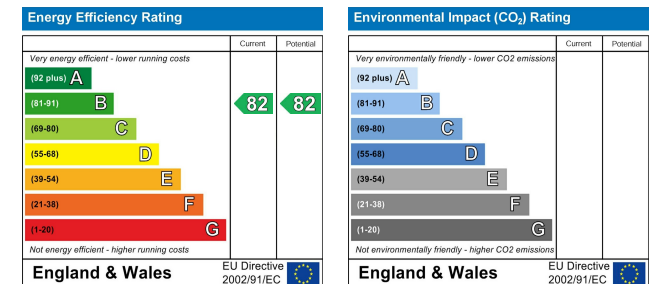 Energy Efficiency Rating
Current Potential
Very energy efficient - lower running costs
(92 plus) A
(81-91) B 82 82
(69-80) C
(55-68) D
(39-54) E
(21-38) F
(1-20) G
Not energy efficient - higher running costs
England & Wales
EU Directive
2002/91/EC
Environmental Impact (CO₂) Rating
Current Potential
Very environmentally friendly - lower CO2 emissions
(92 plus) A
(81-91) B
(69-80) C
(55-68) D
(39-54) E
(21-38) F
(1-20) G
Not environmentally friendly - higher CO2 emissions
England & Wales
EU Directive
2002/91/EC